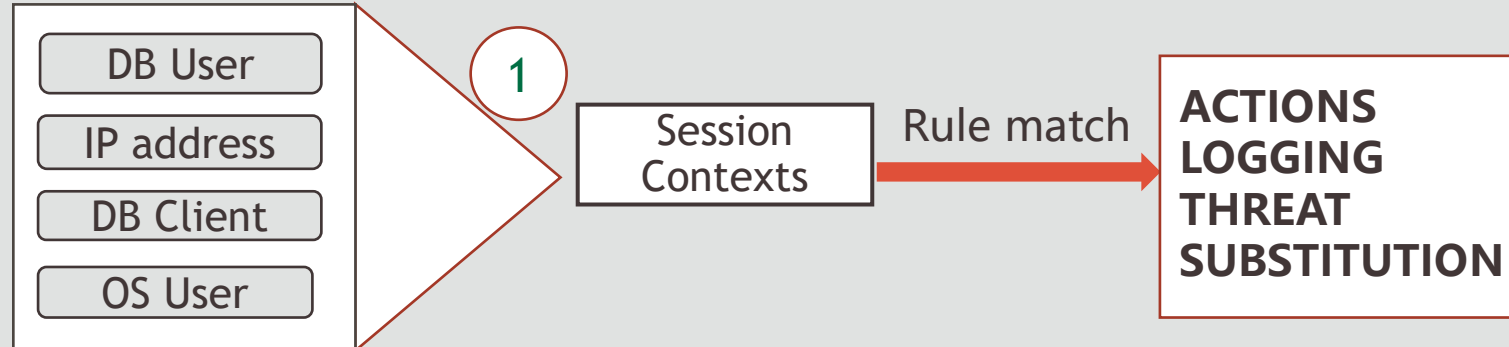 DB User
IP address
DB Client
OS User
1
Session
Contexts
Rule match
ACTIONS
LOGGING
THREAT
SUBSTITUTION